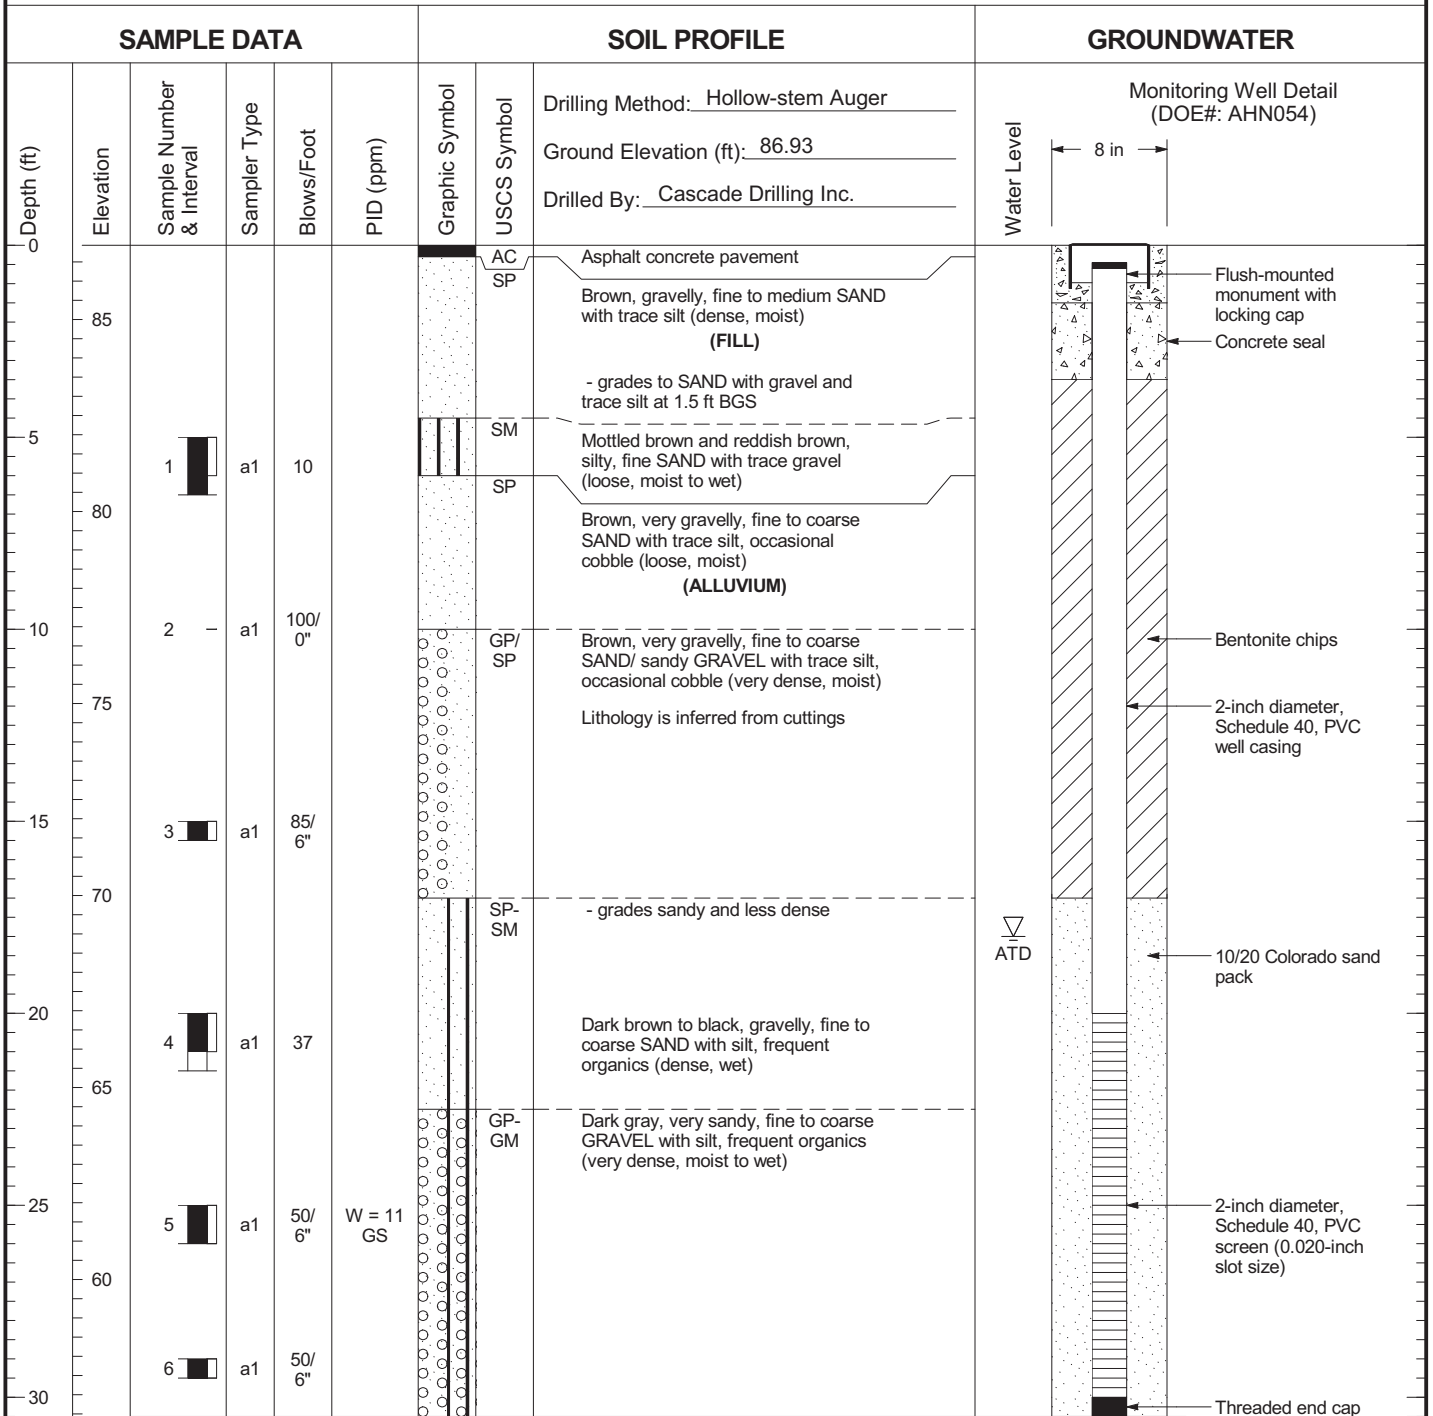 SAMPLE DATA
SOIL PROFILE
GROUNDWATER
Depth (ft)
Elevation
Sample Number
& Interval
Sampler Type
Blows/Foot
PID (ppm)
Graphic Symbol
USCS Symbol
Drilling Method: Hollow-stem Auger
Ground Elevation (ft): 86.93
Drilled By: Cascade Drilling Inc.
Water Level
Monitoring Well Detail
(DOE#: AHN054)
8 in
0
AC
Asphalt concrete pavement
SP
Brown, gravelly, fine to medium SAND
with trace silt (dense, moist)
(FILL)
- grades to SAND with gravel and
trace silt at 1.5 ft BGS
Flush-mounted
monument with
locking cap
Concrete seal
85
5
SM
Mottled brown and reddish brown,
silty, fine SAND with trace gravel
(loose, moist to wet)
1
a1
10
SP
80
Brown, very gravelly, fine to coarse
SAND with trace silt, occasional
cobble (loose, moist)
(ALLUVIUM)
10
2
a1
100/
0"
GP/
SP
Brown, very gravelly, fine to coarse
SAND/ sandy GRAVEL with trace silt,
occasional cobble (very dense, moist)
Lithology is inferred from cuttings
Bentonite chips
75
2-inch diameter,
Schedule 40, PVC
well casing
15
3
a1
85/
6"
70
SP-
SM
- grades sandy and less dense
ATD
10/20 Colorado sand
pack
20
4
a1
37
Dark brown to black, gravelly, fine to
coarse SAND with silt, frequent
organics (dense, wet)
65
GP-
GM
Dark gray, very sandy, fine to coarse
GRAVEL with silt, frequent organics
(very dense, moist to wet)
25
5
a1
50/
6"
W = 11
GS
2-inch diameter,
Schedule 40, PVC
screen (0.020-inch
slot size)
60
6
a1
50/
6"
30
Threaded end cap